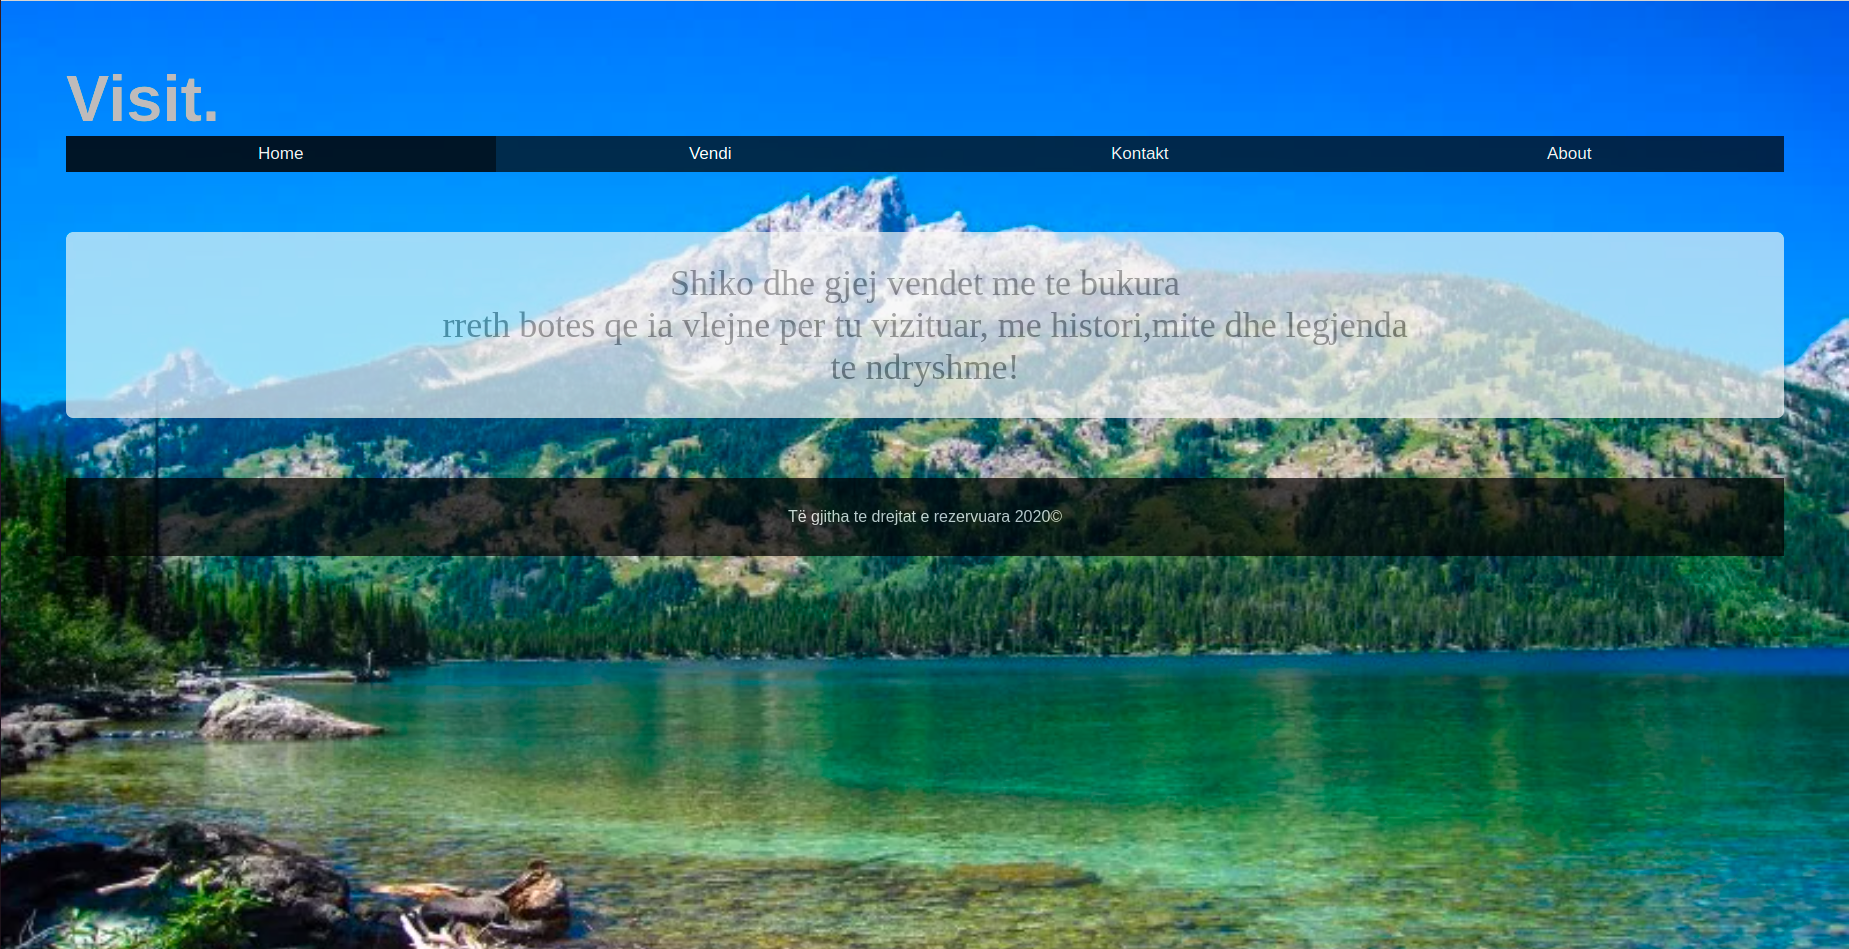 Visit.
Home Vendi Kontakt About
Shiko dhe gjej vendet me te bukura
rreth botes qe ia vlejne per tu vizituar, me histori,mite dhe legjenda
te ndryshme!
Të gjitha te drejtat e rezervuara 2020©